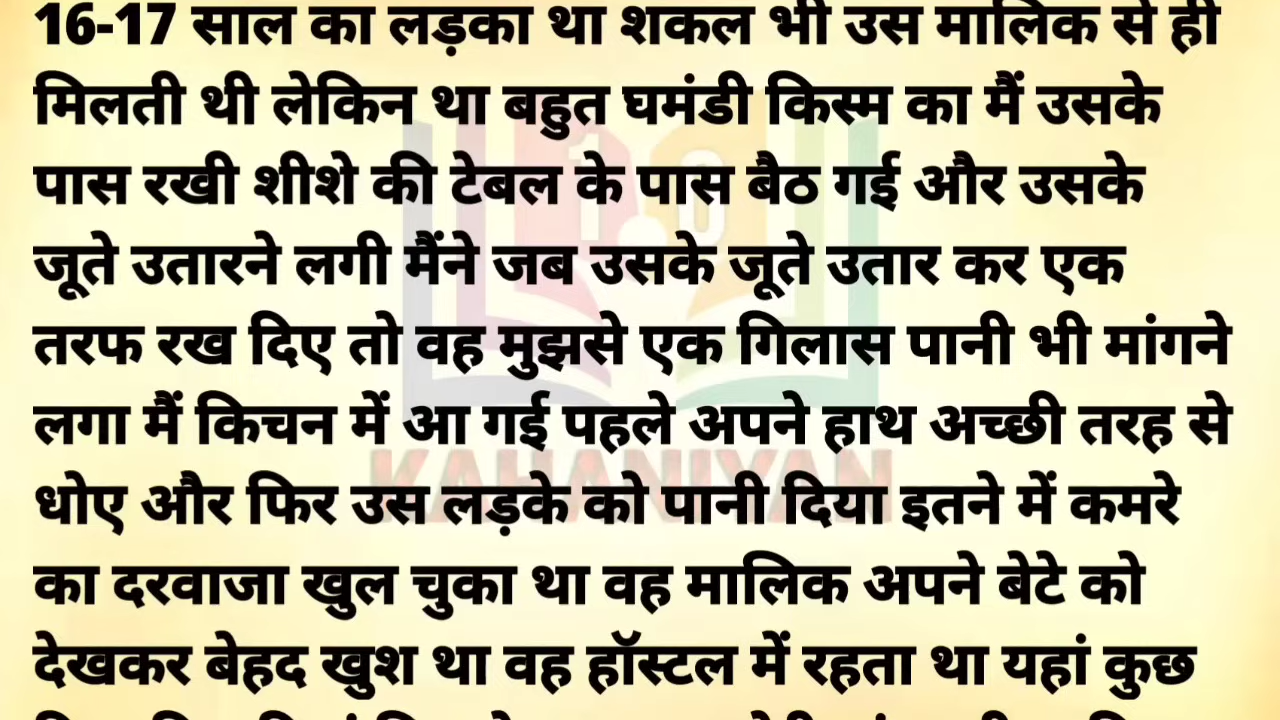 16-17 साल का लड़का था शकल भी उस मालिक से ही
मिलती थी लेकिन था बहुत घमंडी किस्म का मैं उसके
पास रखी शीशे की टेबल के पास बैठ गई और उसके
जूते उतारने लगी मैंने जब उसके जूते उतार कर एक
तरफ रख दिए तो वह मुझसे एक गिलास पानी भी मांगने
लगा मैं किचन में आ गई पहले अपने हाथ अच्छी तरह से
धोए और फिर उस लड़के को पानी दिया इतने में कमरे
का दरवाजा खुल चुका था वह मालिक अपने बेटे को
देखकर बेहद खुश था वह हॉस्टल में रहता था यहां कुछ
10
KAHANIYAN